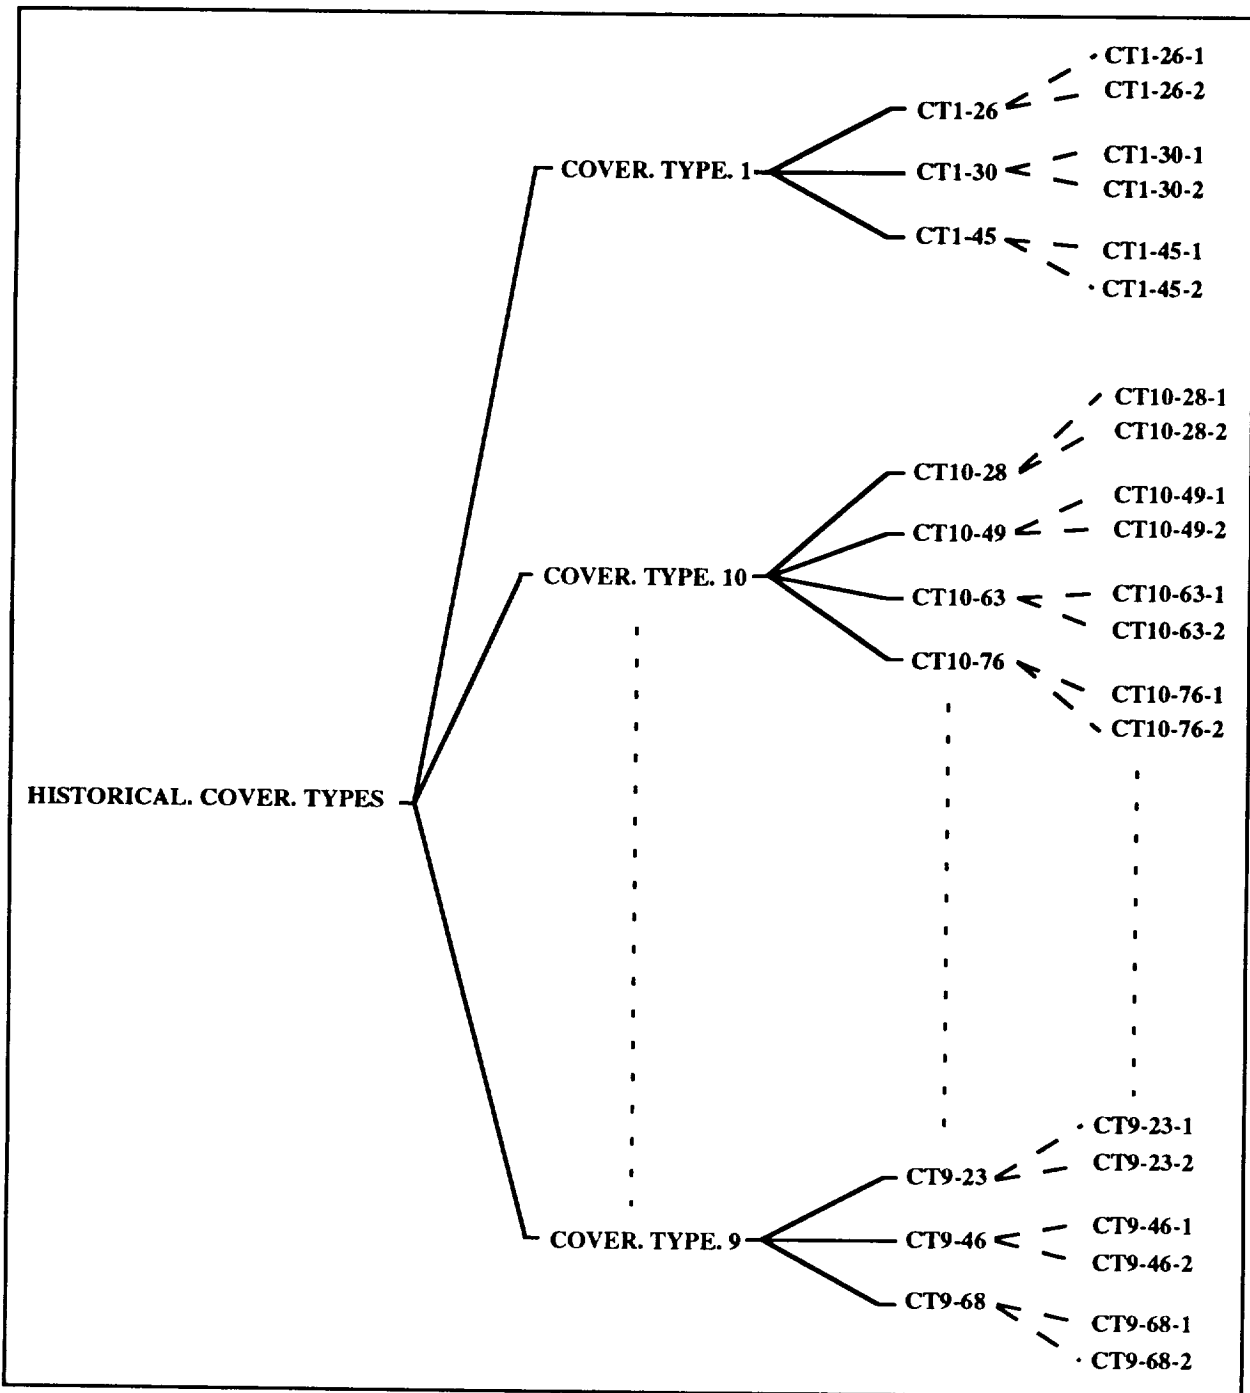 CT1-26-1
CT1-26-2
CT1-26
CT1-30-1
COVER. TYPE. 1
CT1-30
CT1-30-2
CT1-45
CT1-45-1
CT1-45-2
CT10-28-1
CT10-28-2
CT10-28
CT10-49-1
CT10-49
CT10-49-2
COVER. TYPE. 10
CT10-63
CT10-63-1
CT10-63-2
CT10-76
CT10-76-1
CT10-76-2
HISTORICAL. COVER. TYPES
CT9-23-1
CT9-23-2
CT9-23
CT9-46-1
COVER. TYPE. 9
CT9-46
CT9-46-2
CT9-68
CT9-68-1
CT9-68-2